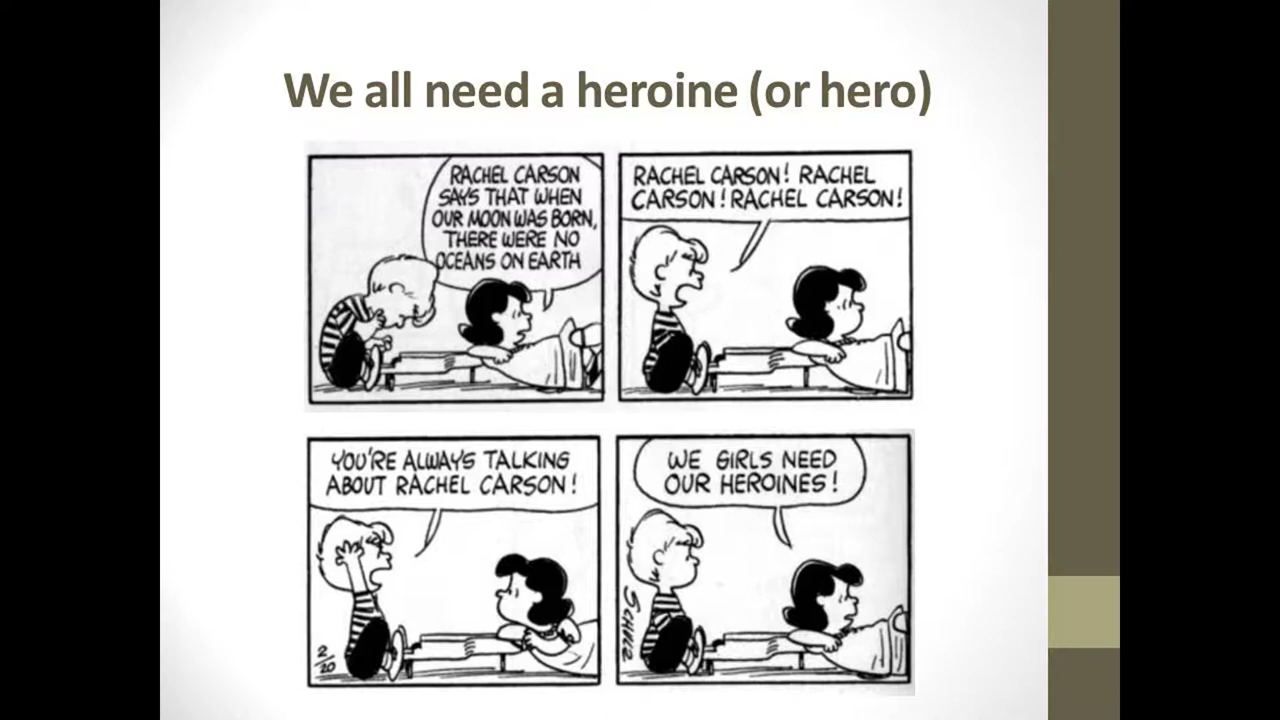 We all need a heroine (or hero)
RACHEL CARSON
SAYS THAT WHEN
OUR MOON WAS BORN,
THERE WERE NO
OCEANS ON EARTH
RACHEL CARSON! RACHEL
CARSON! RACHEL CARSON!
YOU'RE ALWAYS TALKING
ABOUT RACHEL CARSON!
2/20
WE GIRLS NEED
OUR HEROINES!
SCHULZ